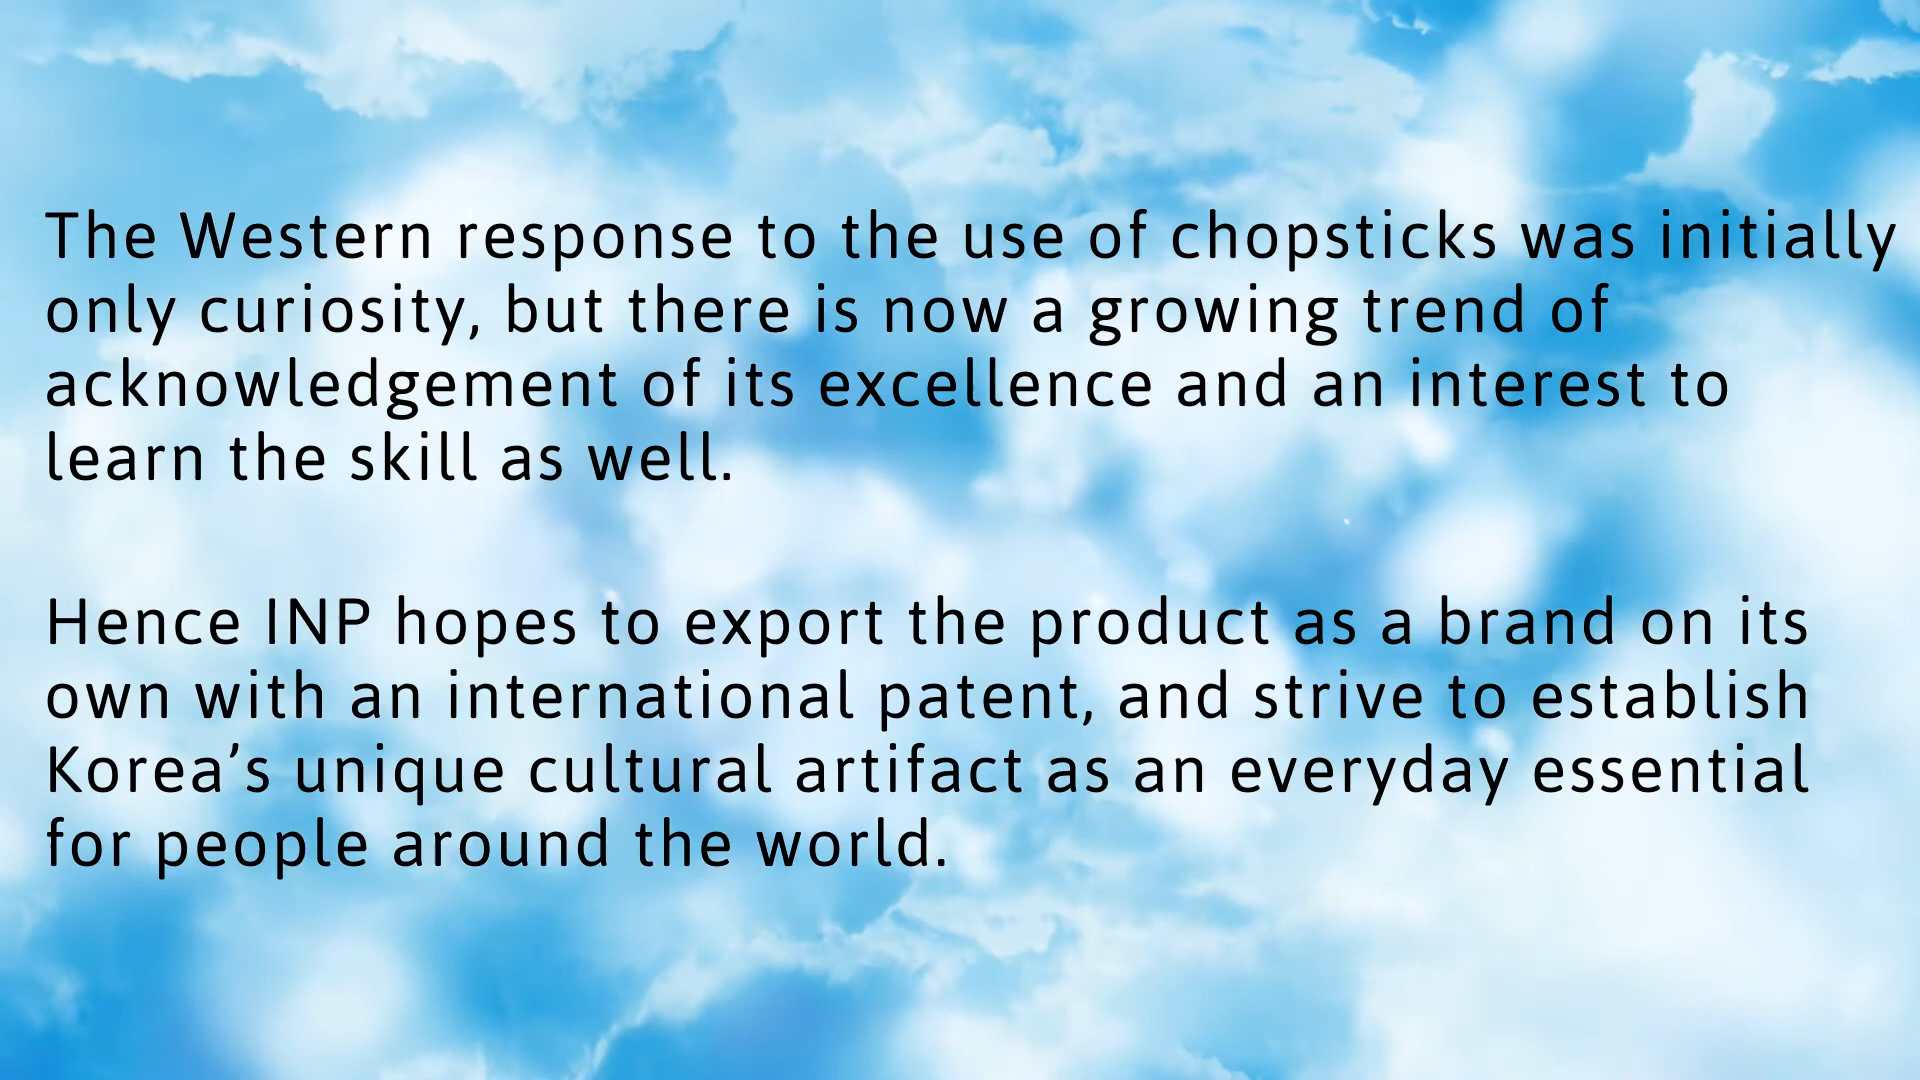 The Western response to the use of chopsticks was initially
only curiosity, but there is now a growing trend of
acknowledgement of its excellence and an interest to
learn the skill as well.
Hence INP hopes to export the product as a brand on its
own with an international patent, and strive to establish
Korea’s unique cultural artifact as an everyday essential
for people around the world.